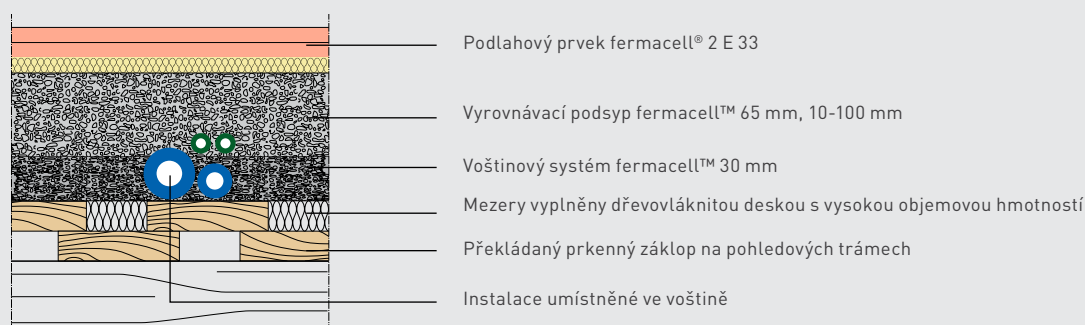 Podlahový prvek fermacell® 2 E 33
Vyrovnávací podsyp fermacell™ 65 mm, 10-100 mm
Voštinový systém fermacell™ 30 mm
Mezery vyplněny dřevovláknitou deskou s vysokou objemovou hmotností
Překládaný prkenný záklop na pohledových trámech
Instalace umístněné ve voštině